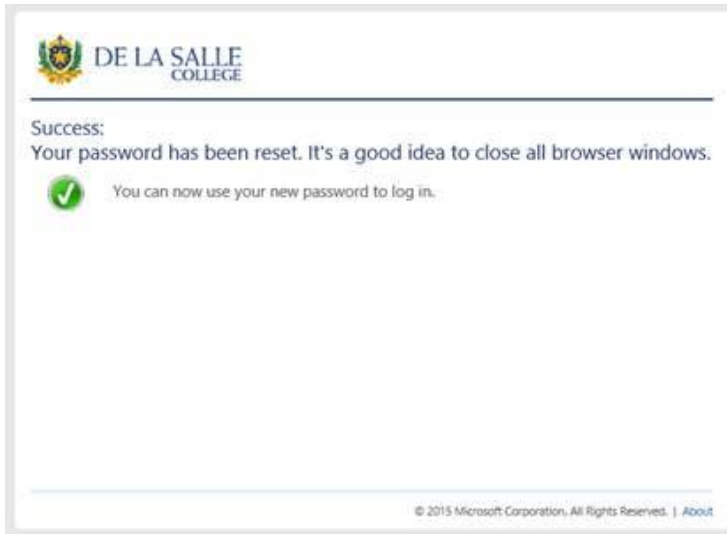 DE LA SALLE
COLLEGE
Success:
Your password has been reset. It's a good idea to close all browser windows.
You can now use your new password to log in.
© 2015 Microsoft Corporation, All Rights Reserved. | About